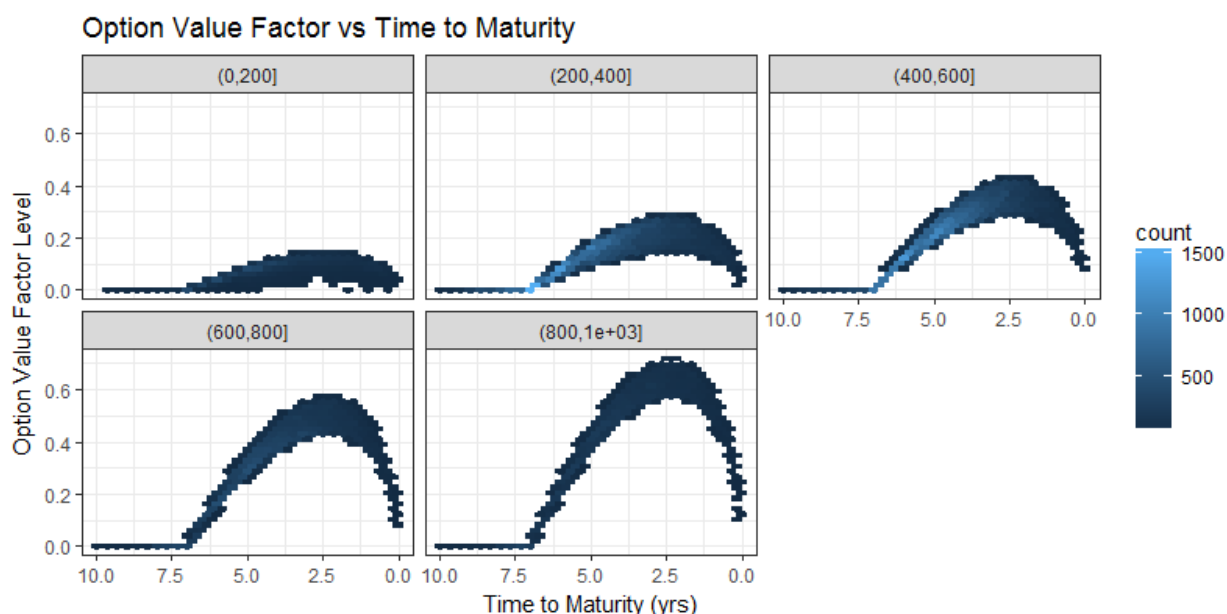 Option Value Factor vs Time to Maturity
(0,200]
(200,400]
(400,600]
0.6
0.4
0.2
0.0
10.0 7.5 5.0 2.5 0.0
(600,800]
(800,1e+03]
0.6
0.4
0.2
0.0
10.0 7.5 5.0 2.5 0.0
10.0 7.5 5.0 2.5 0.0
Option Value Factor Level
Time to Maturity (yrs)
count
1500
1000
500